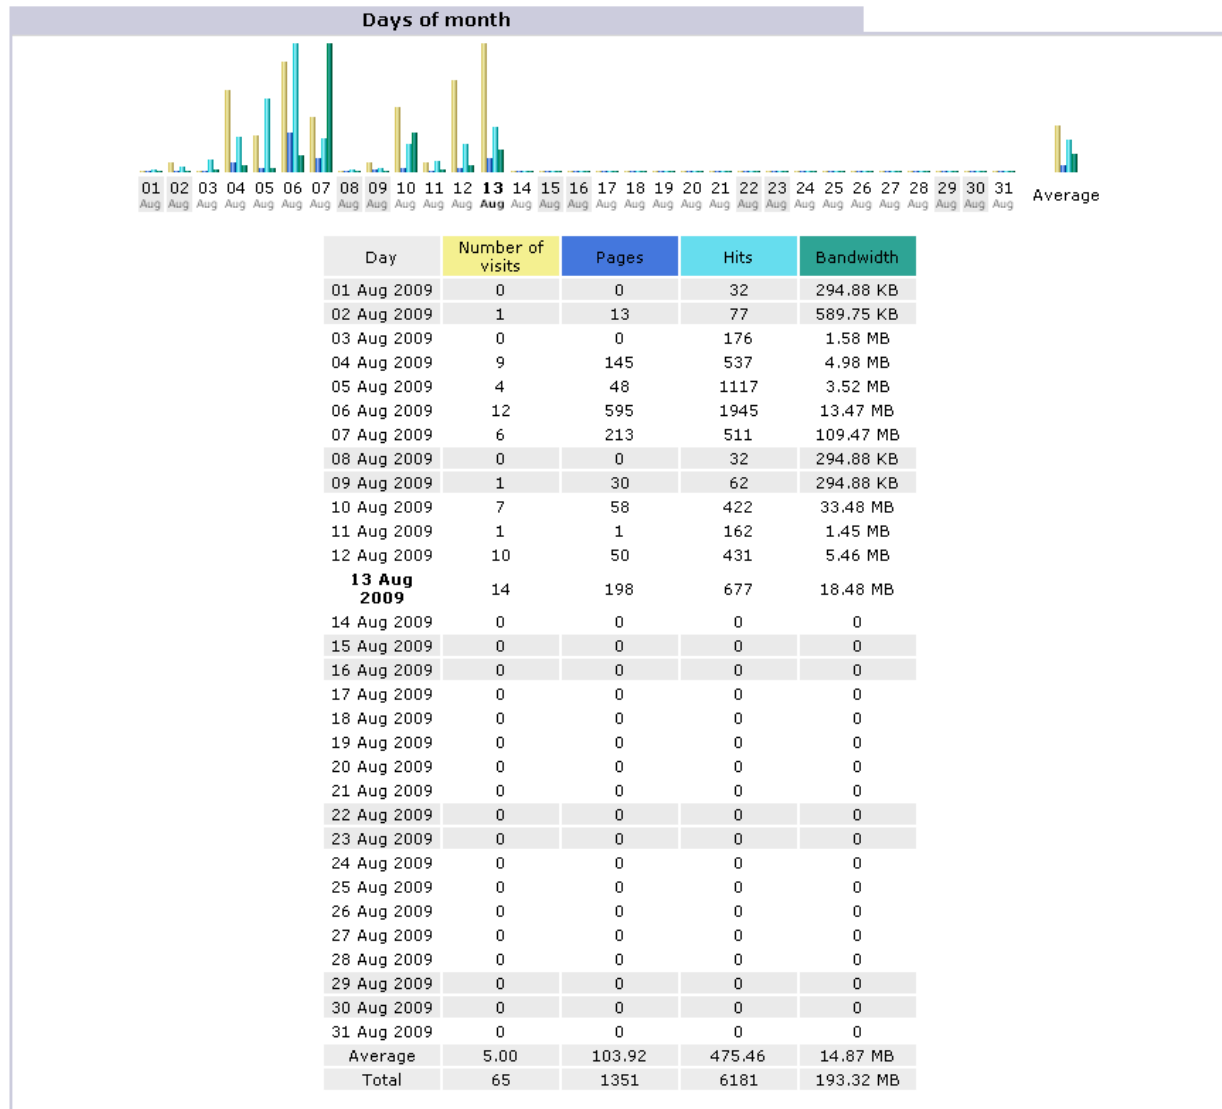 Days of month
01 02 03 04 05 06 07 08 09 10 11 12 13 14 15 16 17 18 19 20 21 22 23 24 25 26 27 28 29 30 31
Aug Aug Aug Aug Aug Aug Aug Aug Aug Aug Aug Aug Aug Aug Aug Aug Aug Aug Aug Aug Aug Aug Aug Aug Aug Aug Aug Aug Aug Aug Aug
Average
Day Number of visits Pages Hits Bandwidth
01 Aug 2009 0 0 32 294.88 KB
02 Aug 2009 1 13 77 589.75 KB
03 Aug 2009 0 0 176 1.58 MB
04 Aug 2009 9 145 537 4.98 MB
05 Aug 2009 4 48 1117 3.52 MB
06 Aug 2009 12 595 1945 13.47 MB
07 Aug 2009 6 213 511 109.47 MB
08 Aug 2009 0 0 32 294.88 KB
09 Aug 2009 1 30 62 294.88 KB
10 Aug 2009 7 58 422 33.48 MB
11 Aug 2009 1 1 162 1.45 MB
12 Aug 2009 10 50 431 5.46 MB
13 Aug 2009 14 198 677 18.48 MB
14 Aug 2009 0 0 0 0
15 Aug 2009 0 0 0 0
16 Aug 2009 0 0 0 0
17 Aug 2009 0 0 0 0
18 Aug 2009 0 0 0 0
19 Aug 2009 0 0 0 0
20 Aug 2009 0 0 0 0
21 Aug 2009 0 0 0 0
22 Aug 2009 0 0 0 0
23 Aug 2009 0 0 0 0
24 Aug 2009 0 0 0 0
25 Aug 2009 0 0 0 0
26 Aug 2009 0 0 0 0
27 Aug 2009 0 0 0 0
28 Aug 2009 0 0 0 0
29 Aug 2009 0 0 0 0
30 Aug 2009 0 0 0 0
31 Aug 2009 0 0 0 0
Average 5.00 103.92 475.46 14.87 MB
Total 65 1351 6181 193.32 MB